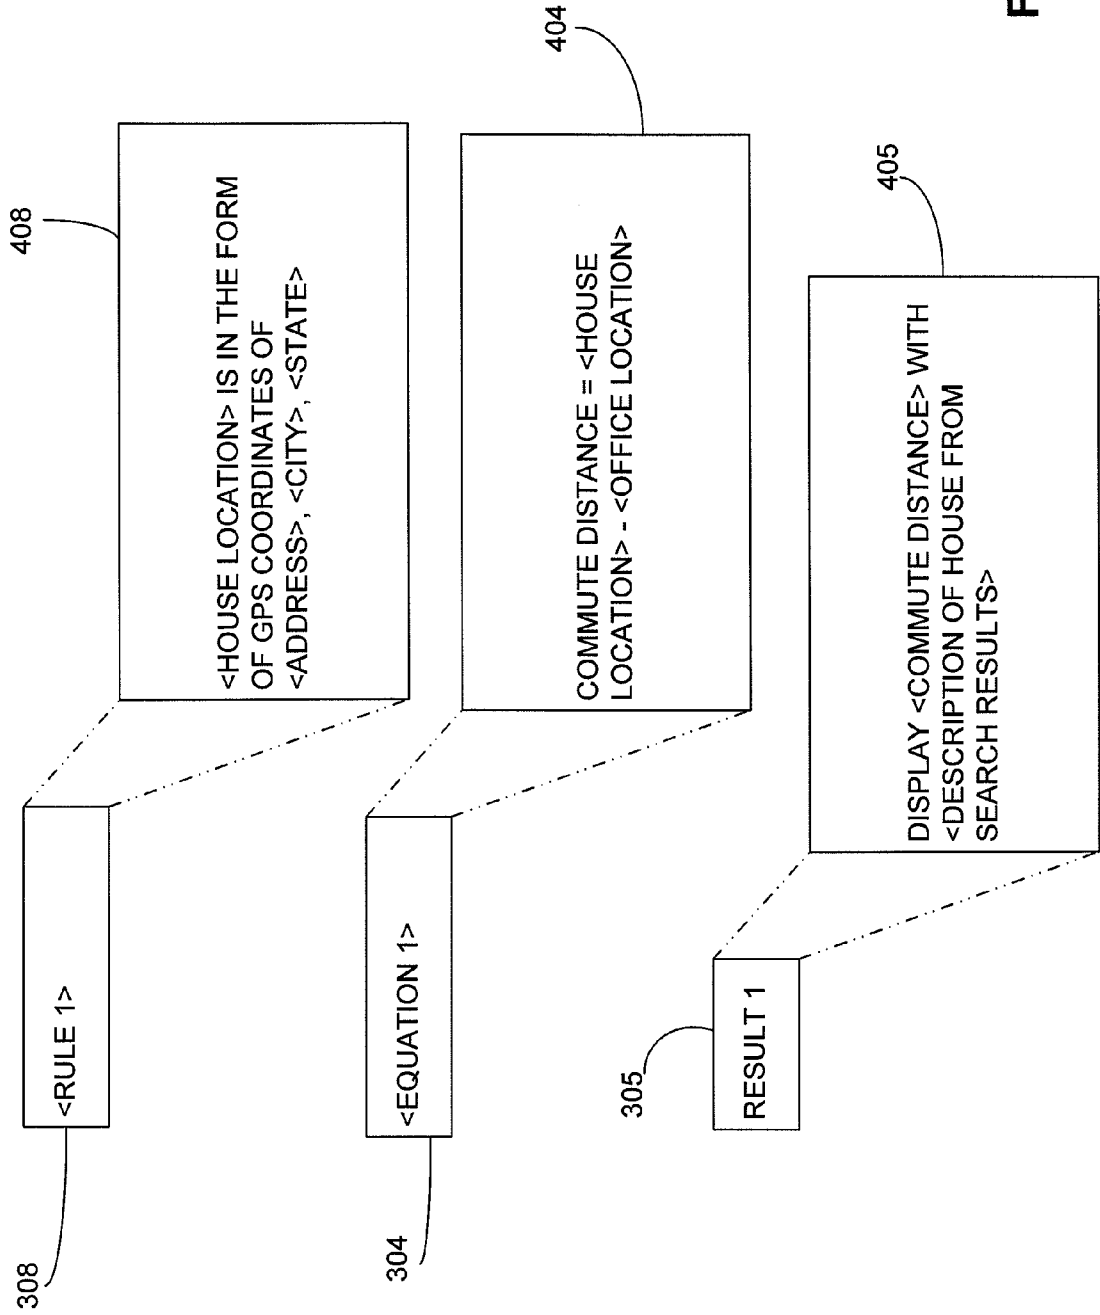 308
<RULE 1>
408
<HOUSE LOCATION> IS IN THE FORM
OF GPS COORDINATES OF
<ADDRESS>, <CITY>, <STATE>
304
<EQUATION 1>
404
COMMUTE DISTANCE = <HOUSE
LOCATION> - <OFFICE LOCATION>
305
RESULT 1
405
DISPLAY <COMMUTE DISTANCE> WITH
<DESCRIPTION OF HOUSE FROM
SEARCH RESULTS>